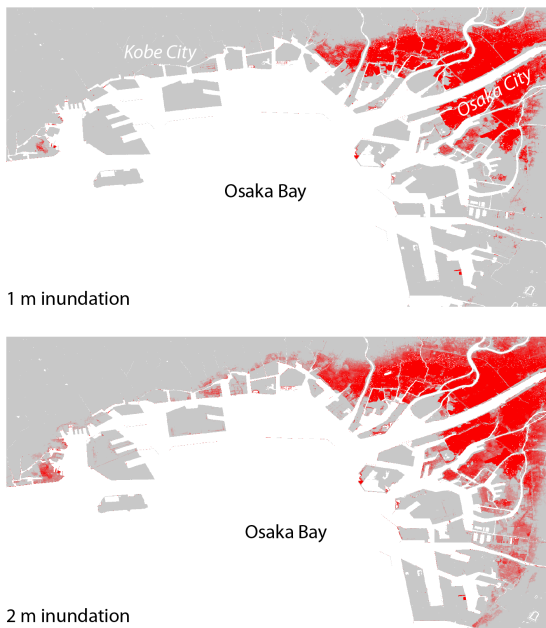 Kobe City
Osaka City
Osaka Bay
1 m inundation
Osaka Bay
2 m inundation